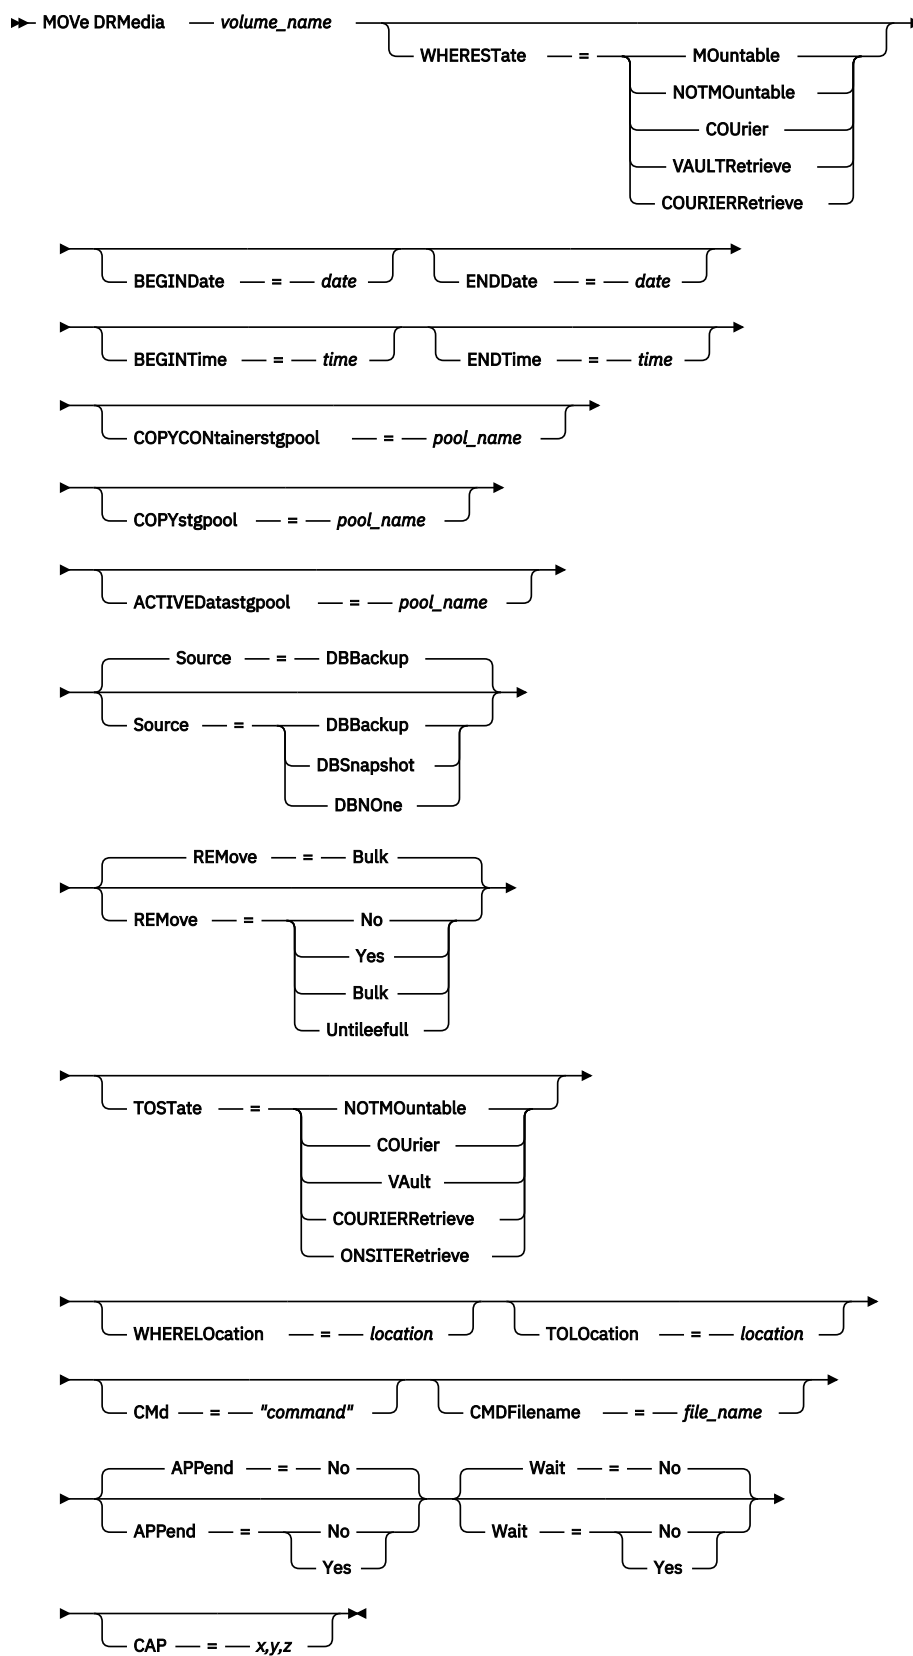 MOVe DRMedia volume_name
WHERESTate = MOuntable
NOTMOuntable
COUrier
VAULTRetrieve
COURIERRetrieve
BEGINDate = date ENDDate = date
BEGINTime = time ENDTime = time
COPYCONtainerstgpool = pool_name
COPYstgpool = pool_name
ACTIVEDatastgpool = pool_name
Source = DBBackup
Source = DBBackup
DBSnapshot
DBNOne
REMove = Bulk
REMove = No
Yes
Bulk
Untileefull
TOSTate = NOTMOuntable
COUrier
VAult
COURIERRetrieve
ONSITERetrieve
WHERELOcation = location TOLOcation = location
CMd = "command" CMDFilename = file_name
APPend = No Wait = No
APPend = No Wait = No
Yes Yes
CAP = x,y,z